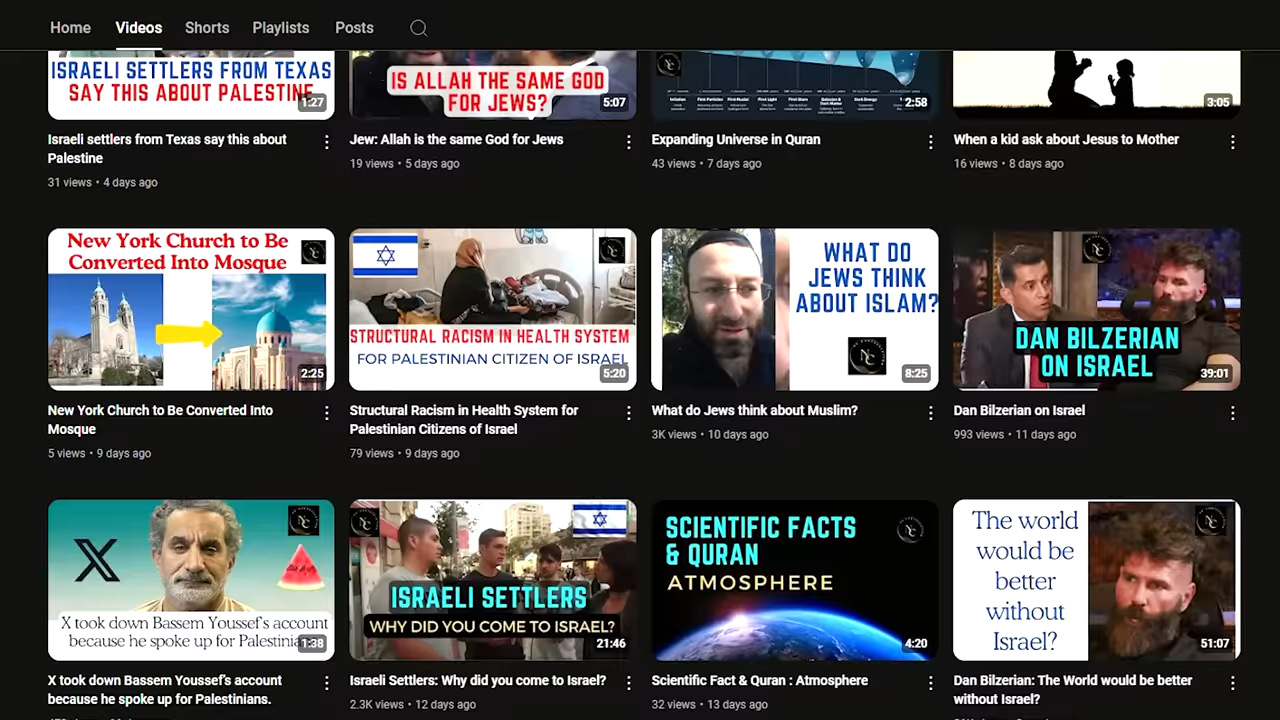 Home Videos Shorts Playlists Posts
ISRAELI SETTLERS FROM TEXAS
SAY THIS ABOUT PALESTINE
1:27
IS ALLAH THE SAME GOD
FOR JEWS?
5:07
2:58
3:05
Israeli settlers from Texas say this about
Palestine
31 views • 4 days ago
Jew: Allah is the same God for Jews
19 views • 5 days ago
Expanding Universe in Quran
43 views • 7 days ago
When a kid ask about Jesus to Mother
16 views • 8 days ago
New York Church to Be
Converted Into Mosque
2:25
STRUCTURAL RACISM IN HEALTH SYSTEM
FOR PALESTINIAN CITIZEN OF ISRAEL
5:20
WHAT DO
JEWS THINK
ABOUT ISLAM?
NC
8:25
DAN BILZERIAN
ON ISRAEL
39:01
New York Church to Be Converted Into
Mosque
5 views • 9 days ago
Structural Racism in Health System for
Palestinian Citizens of Israel
79 views • 9 days ago
What do Jews think about Muslim?
3K views • 10 days ago
Dan Bilzerian on Israel
993 views • 11 days ago
X took down Bassem Youssef's account
because he spoke up for
1:38
ISRAELI SETTLERS
WHY DID YOU COME TO ISRAEL?
21:46
SCIENTIFIC FACTS
& QURAN
ATMOSPHERE
4:20
The world
would be
better
without
Israel?
51:07
X took down Bassem Youssef's account
because he spoke up for Palestinians.
Israeli Settlers: Why did you come to Israel?
2.3K views • 12 days ago
Scientific Fact & Quran : Atmosphere
32 views • 13 days ago
Dan Bilzerian: The World would be better
without Israel?